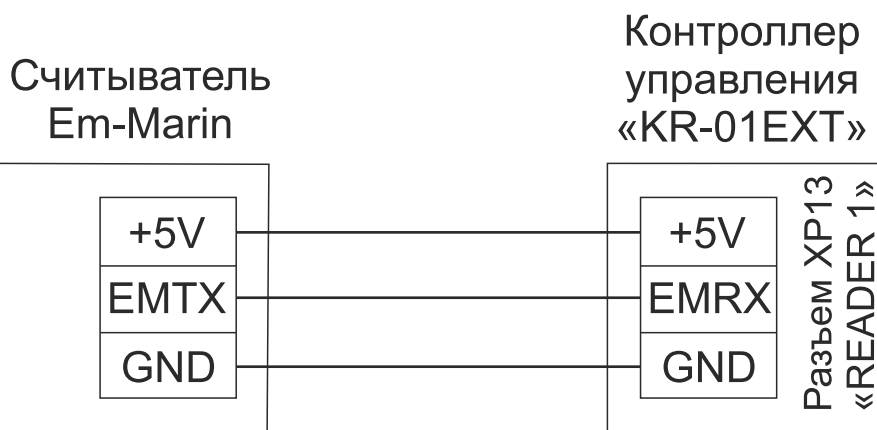 Считыватель
Em-Marin
Контроллер
управления
«KR-01EXT»
+5V
EMTX
GND
+5V
EMRX
GND
Разъем XP13
«READER 1»